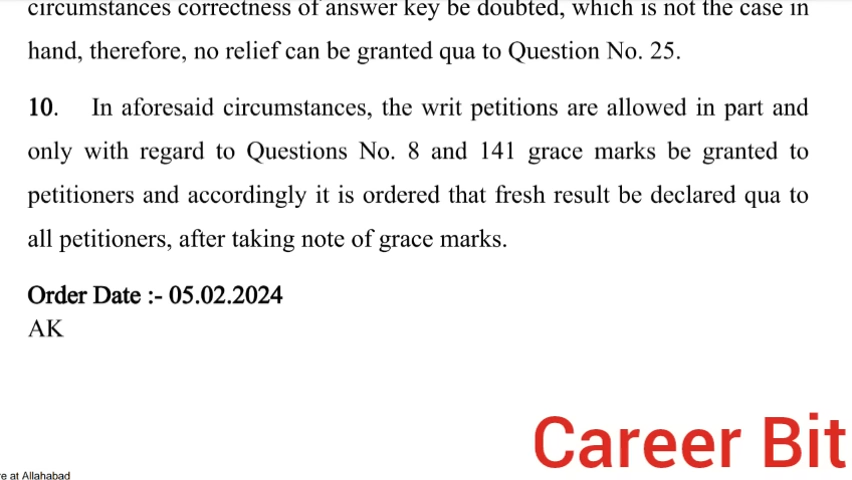 circumstances correctness of answer key be doubted, which is not the case in
hand, therefore, no relief can be granted qua to Question No. 25.
10. In aforesaid circumstances, the writ petitions are allowed in part and
only with regard to Questions No. 8 and 141 grace marks be granted to
petitioners and accordingly it is ordered that fresh result be declared qua to
all petitioners, after taking note of grace marks.
Order Date :- 05.02.2024
AK
Career Bit
at Allahabad